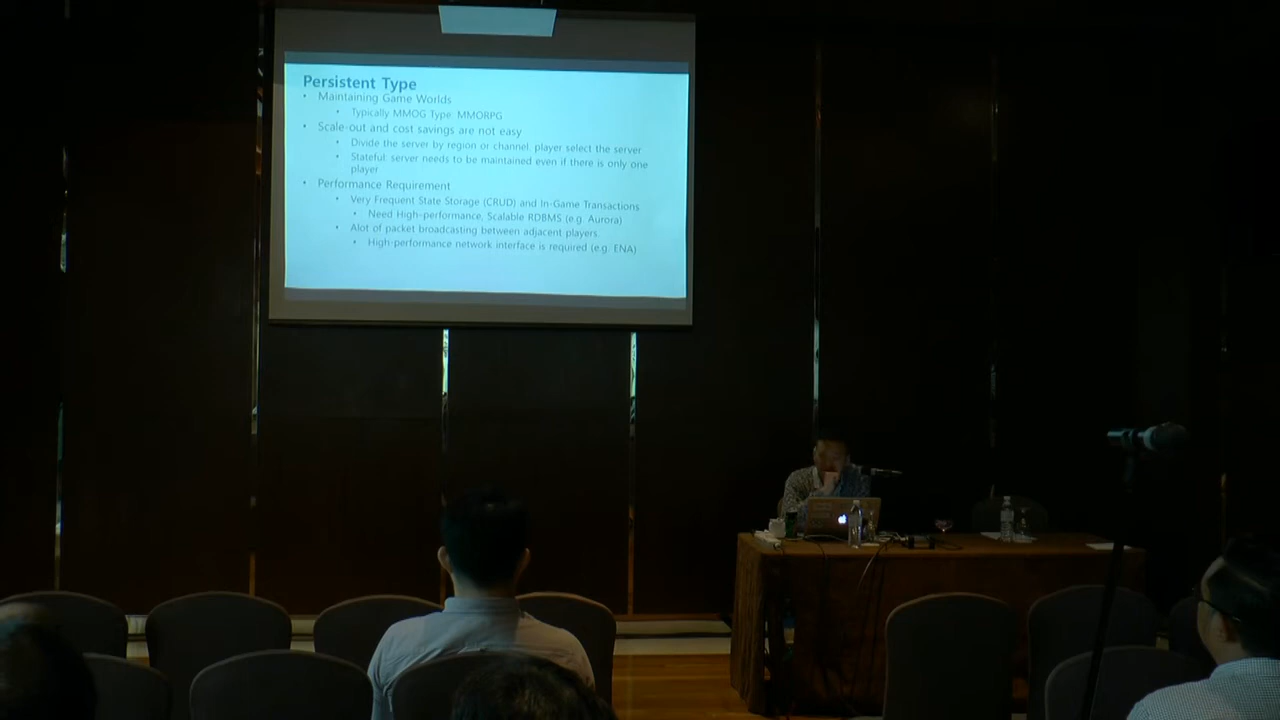 Persistent Type
• Maintaining Game Worlds
• Typically MMOG Type: MMORPG
• Scale-out and cost savings are not easy
• Divide the server by region or channel, player select the server
• Stateful: server needs to be maintained even if there is only one
player
• Performance Requirement
• Very Frequent State Storage (CRUD) and In-Game Transactions
• Need High-performance, Scalable RDBMS (e.g. Aurora)
• Alot of packet broadcasting between adjacent players.
• High-performance network interface is required (e.g. ENA)